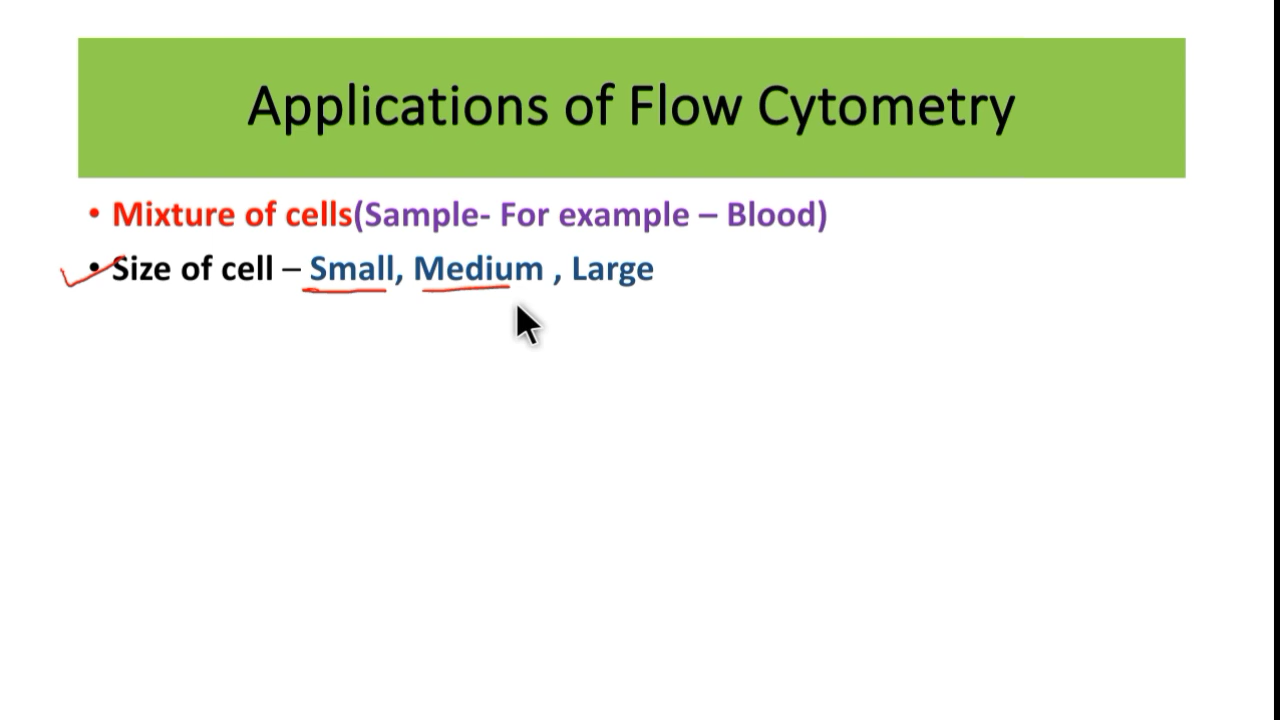 Applications of Flow Cytometry
• Mixture of cells(Sample- For example – Blood)
• Size of cell – Small, Medium , Large